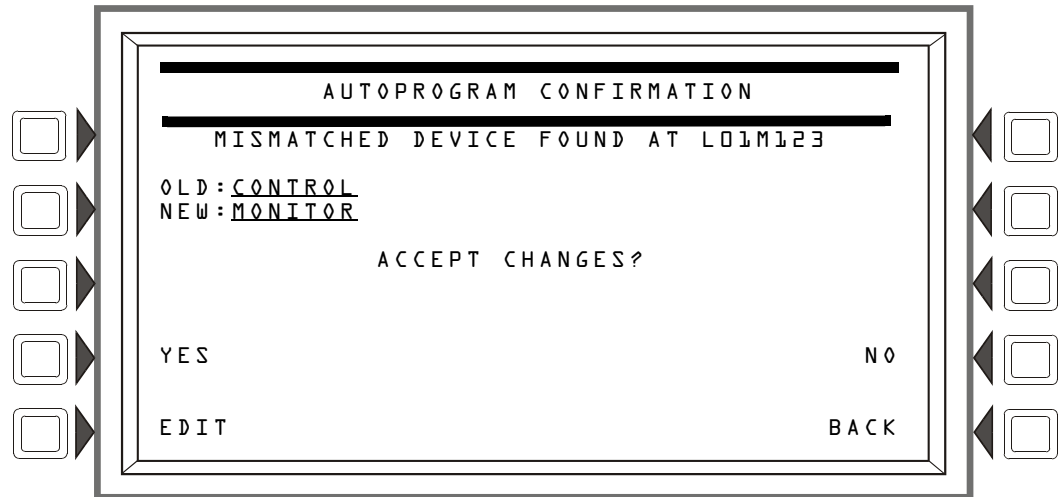 AUTOPROGRAM CONFIRMATION
MISMATCHED DEVICE FOUND AT L01M123
OLD:CONTROL
NEW:MONITOR
ACCEPT CHANGES?
YES NO
EDIT BACK